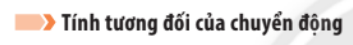 Tính tương đối của chuyển động